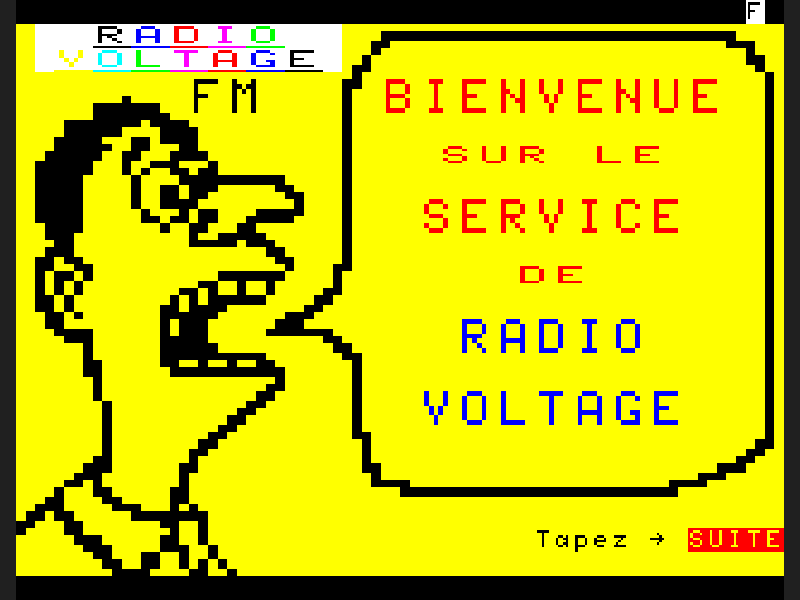 F
RADIO
VOLTAGE
FM
BIENVENUE
SUR LE
SERVICE
DE
RADIO
VOLTAGE
Tapez → SUITE